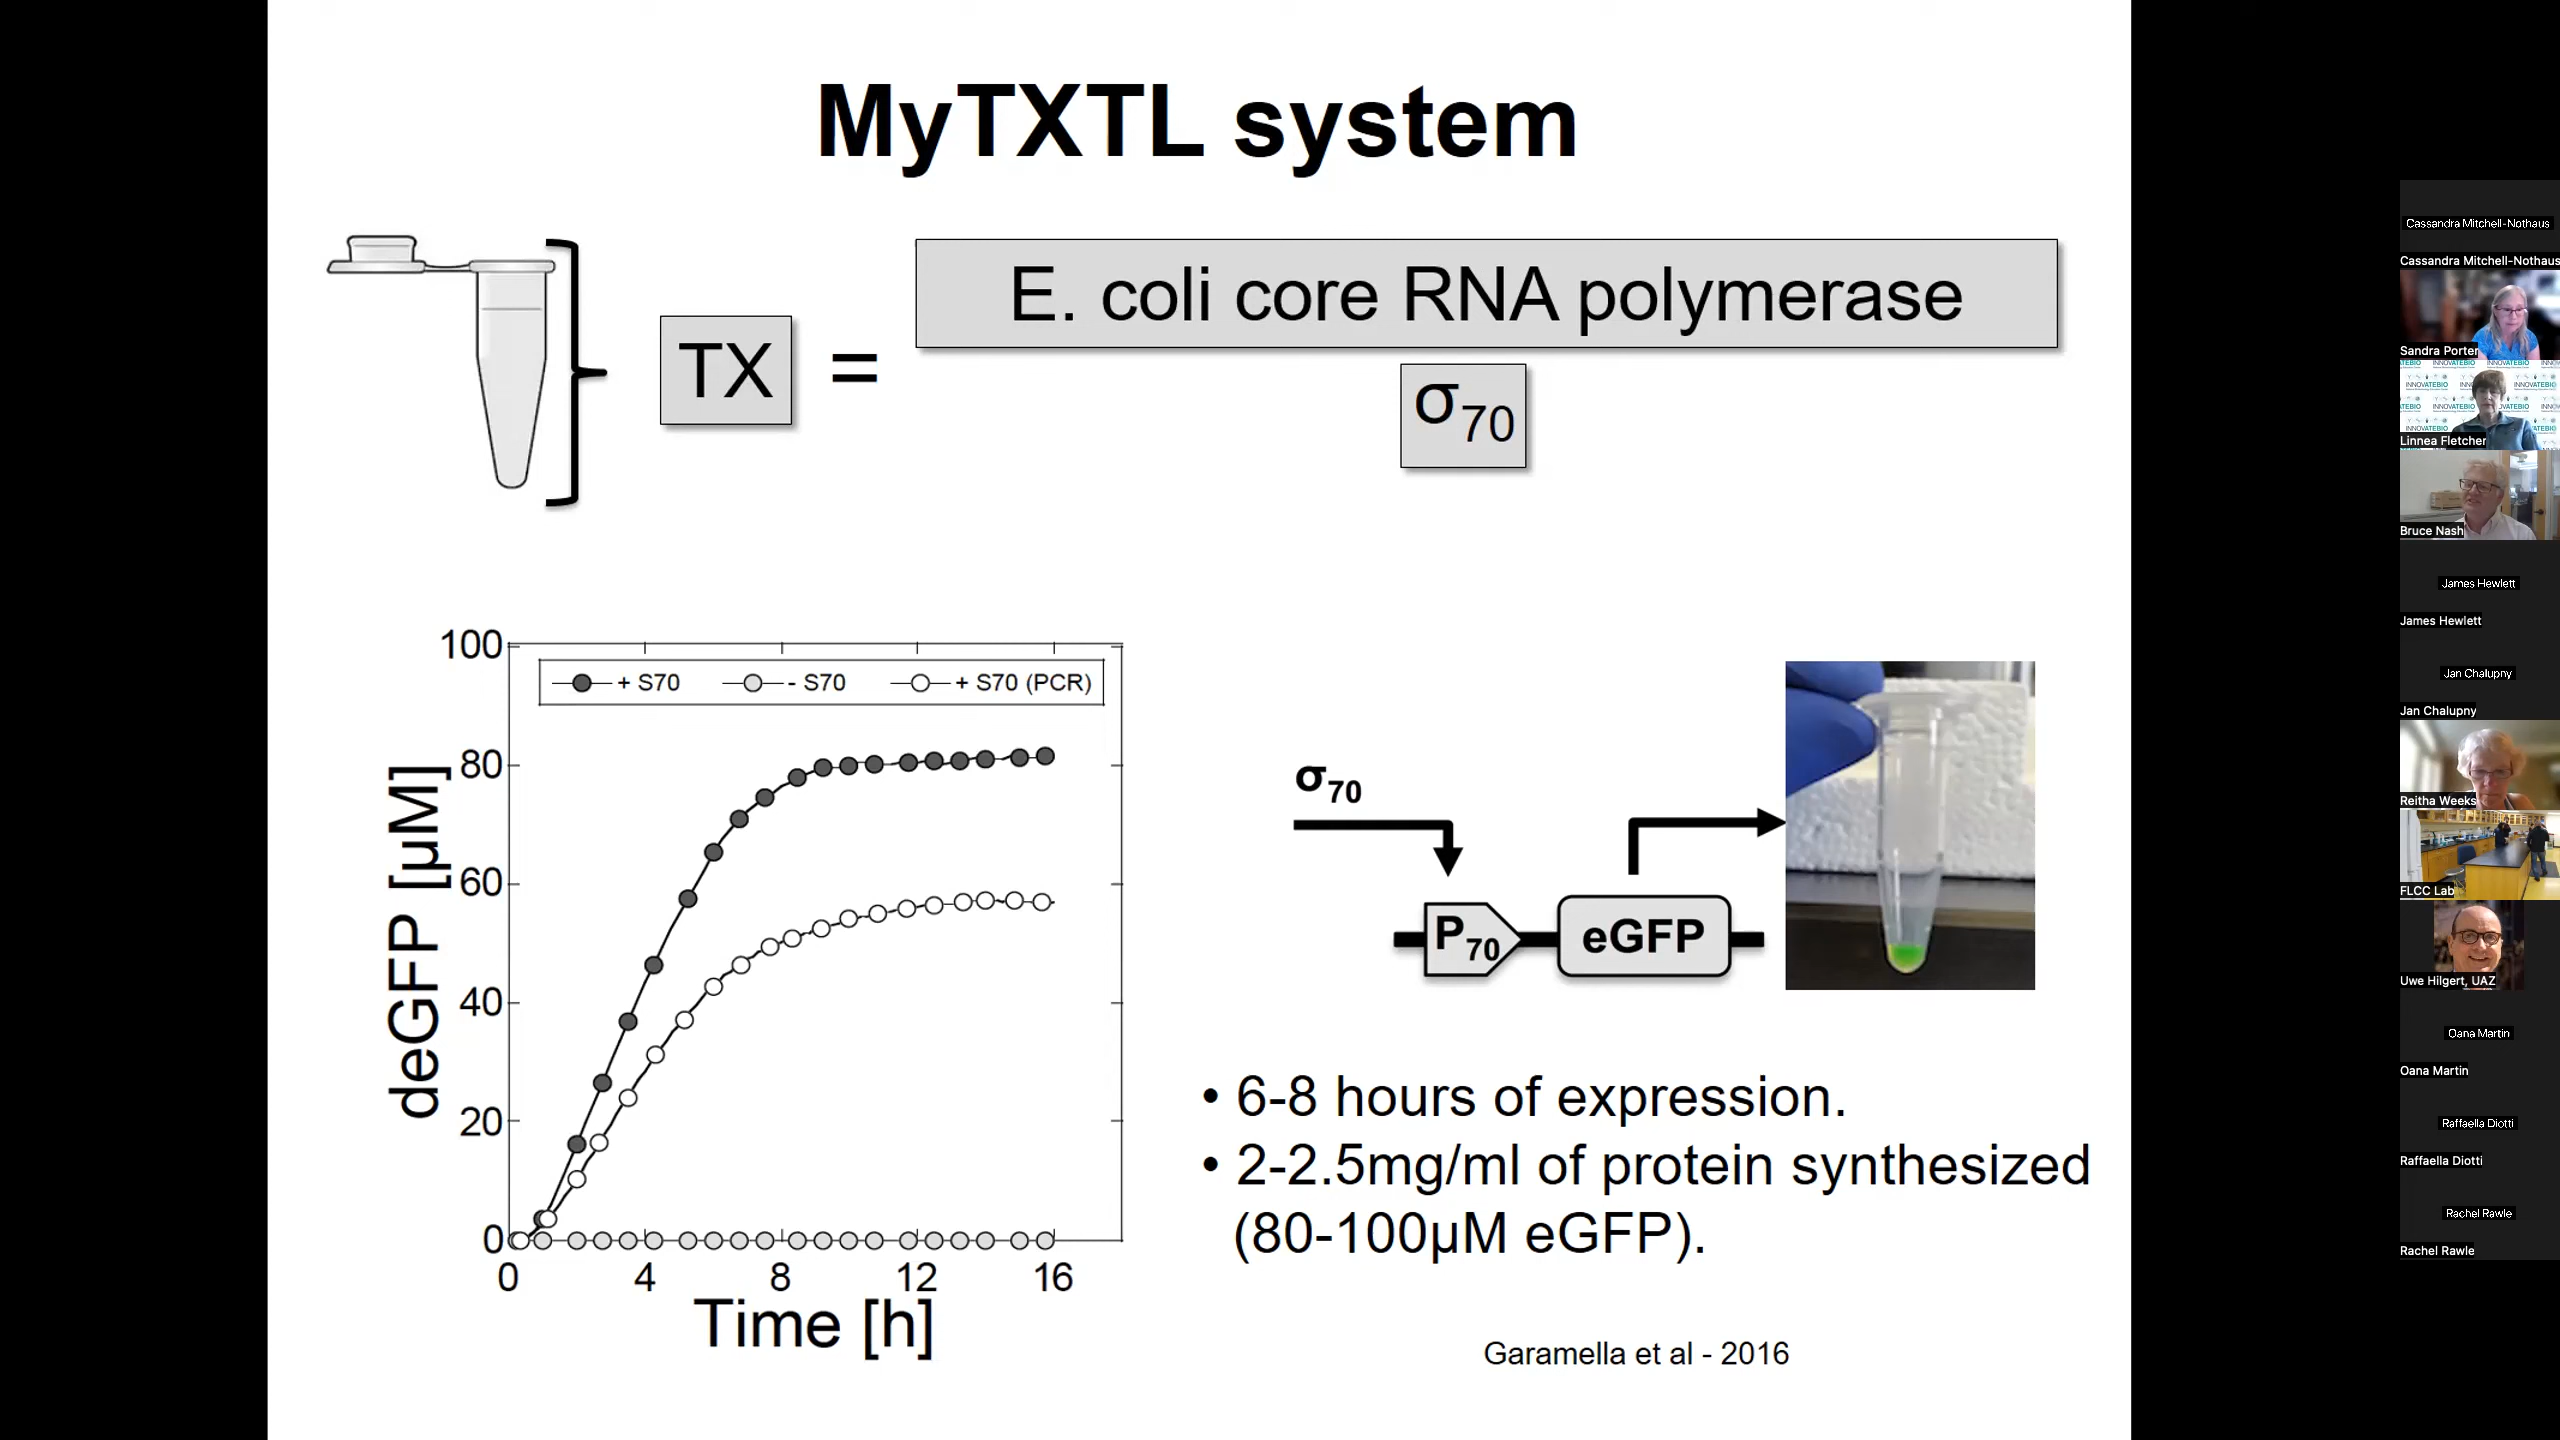 MyTXTL system
TX
=
E. coli core RNA polymerase
σ70
100
80
60
40
20
0
deGFP [µM]
+ S70
- S70
+ S70 (PCR)
0 4 8 12 16
Time [h]
σ70
P70
eGFP
• 6-8 hours of expression.
• 2-2.5mg/ml of protein synthesized
(80-100µM eGFP).
Garamella et al - 2016
Cassandra Mitchell-Nothaus
Cassandra Mitchell-Nothaus
Sandra Porter
INNOVATEBIO
Linnea Fletcher
Bruce Nash
James Hewlett
James Hewlett
Jan Chalupny
Jan Chalupny
Reitha Weeks
FLCC Lab
Uwe Hilgert, UAZ
Oana Martin
Oana Martin
Raffaella Diotti
Raffaella Diotti
Rachel Rawle
Rachel Rawle